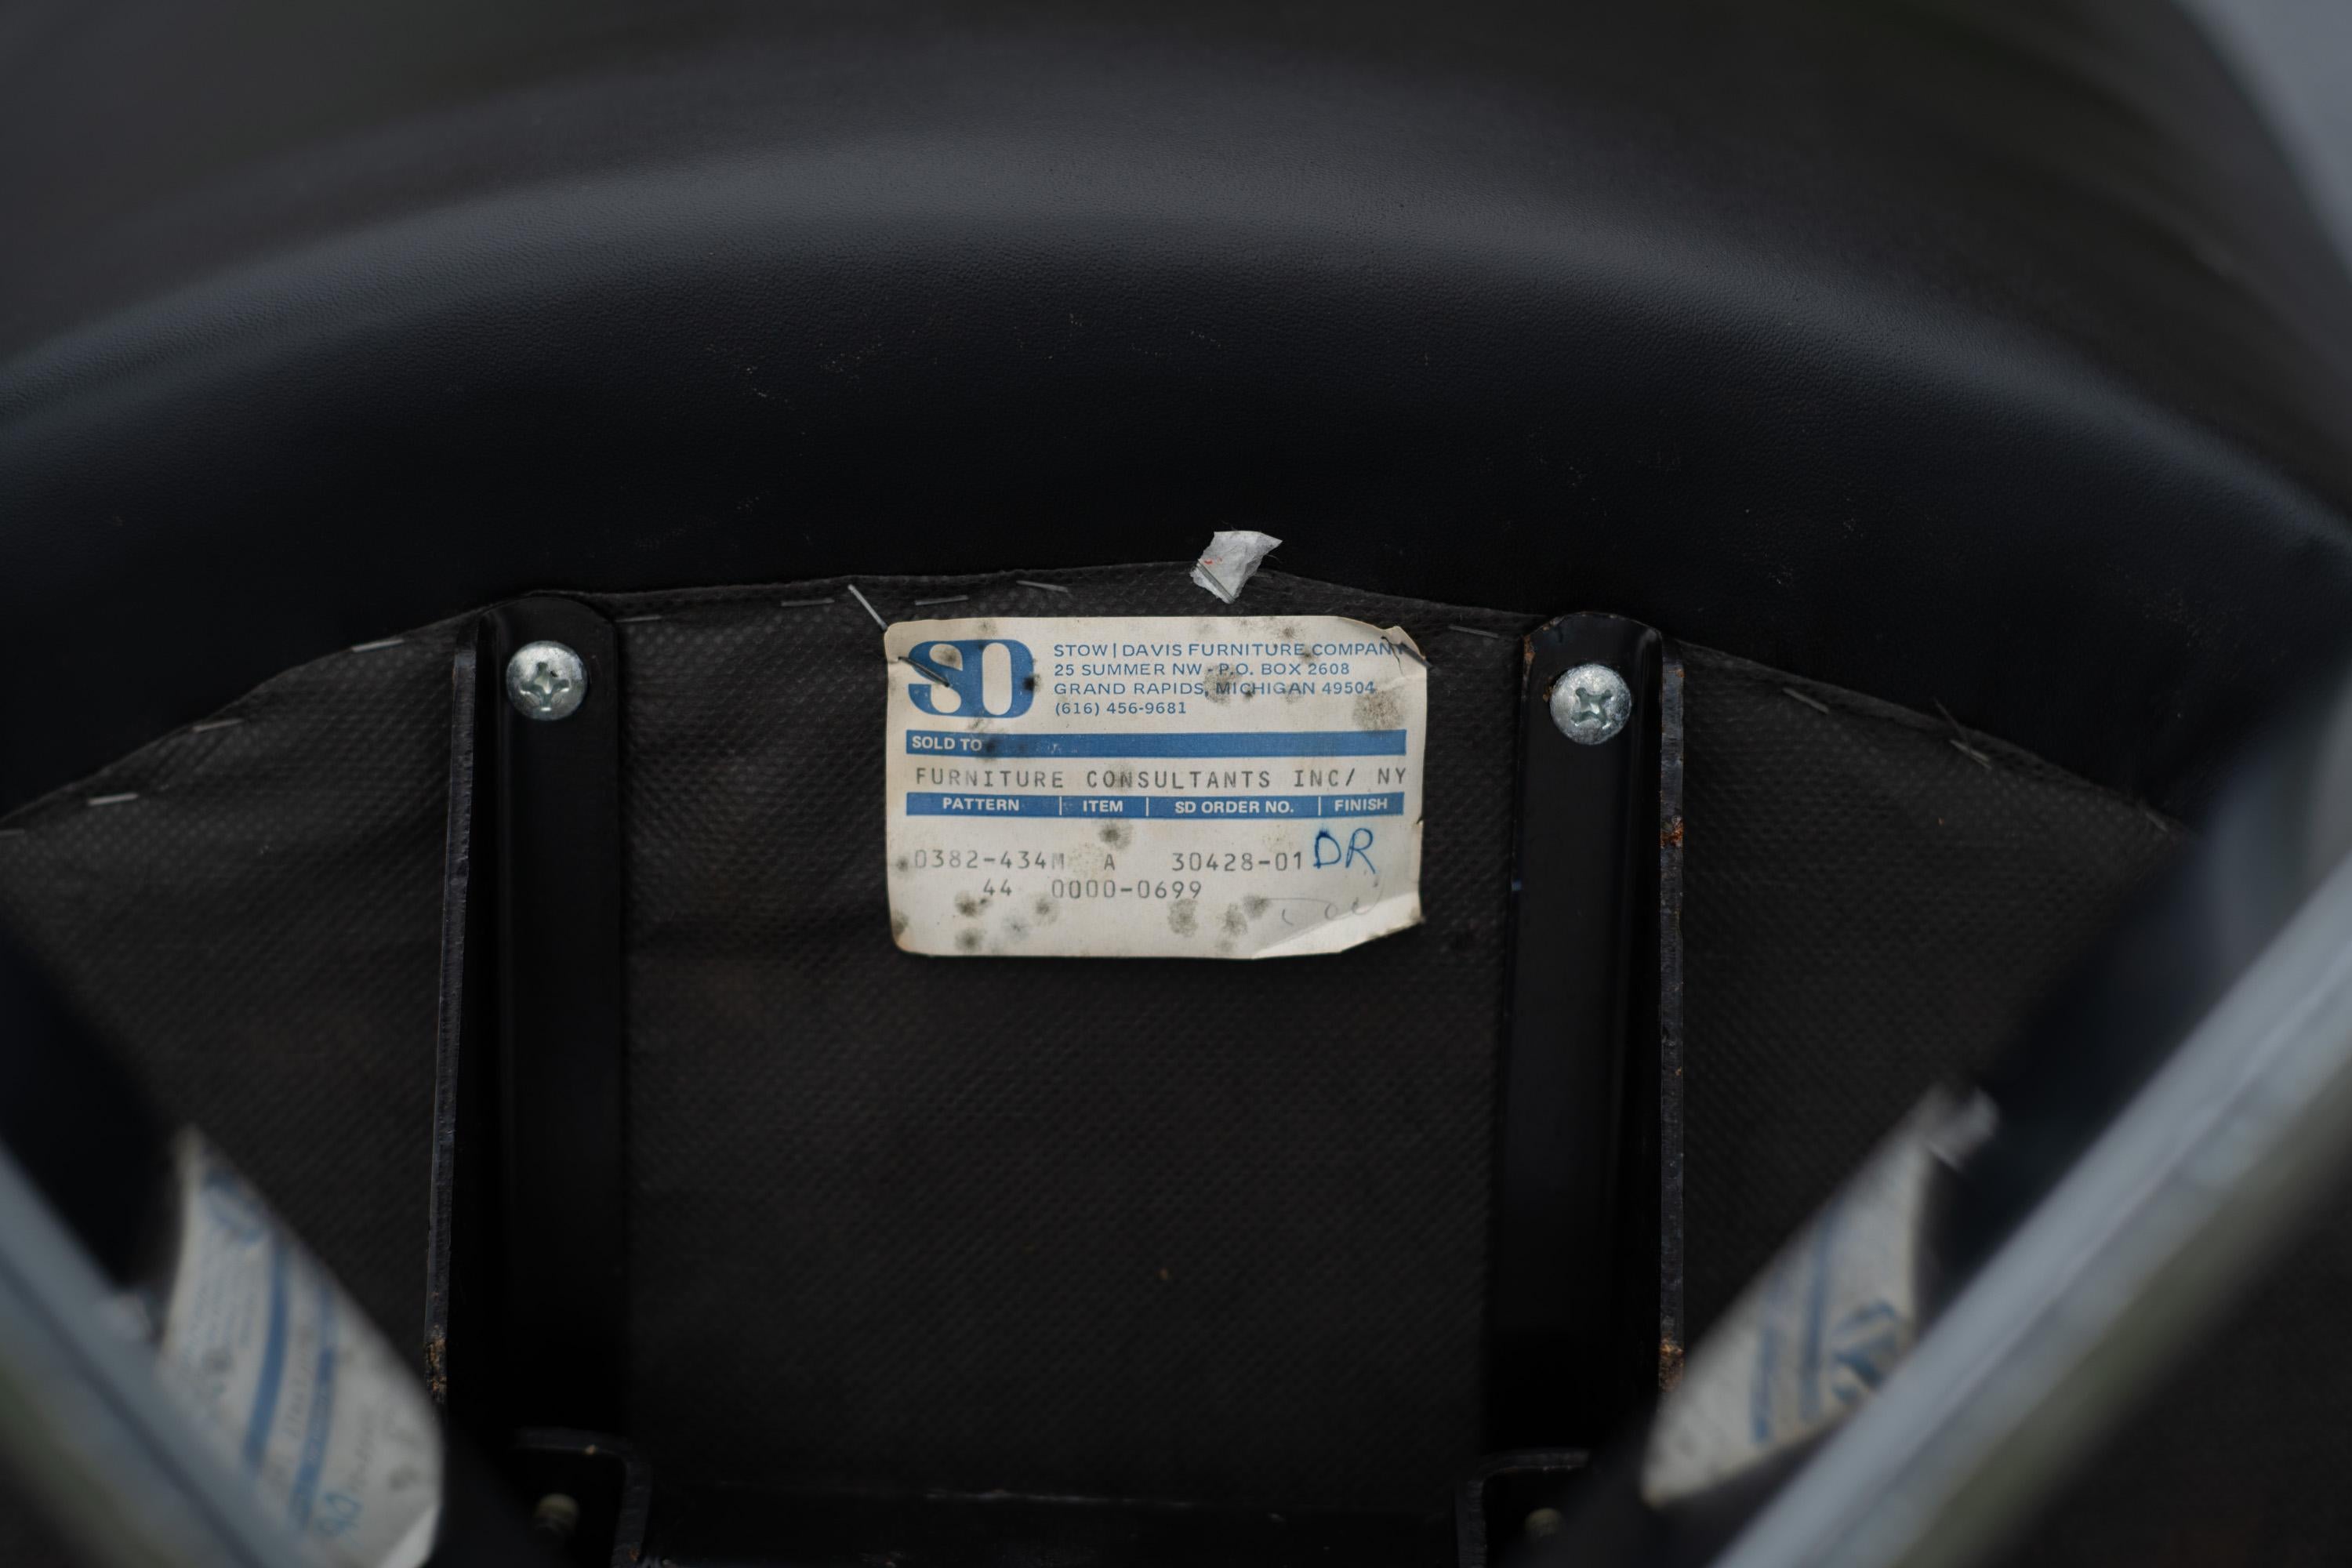 SD
STOW | DAVIS FURNITURE COMPANY
25 SUMMER NW - P.O. BOX 2608
GRAND RAPIDS, MICHIGAN 49504
(616) 456-9681
SOLD TO
FURNITURE CONSULTANTS INC/ NY
PATTERN | ITEM | SD ORDER NO. | FINISH
0382-434M A 30428-01 DR
44 0000-0699